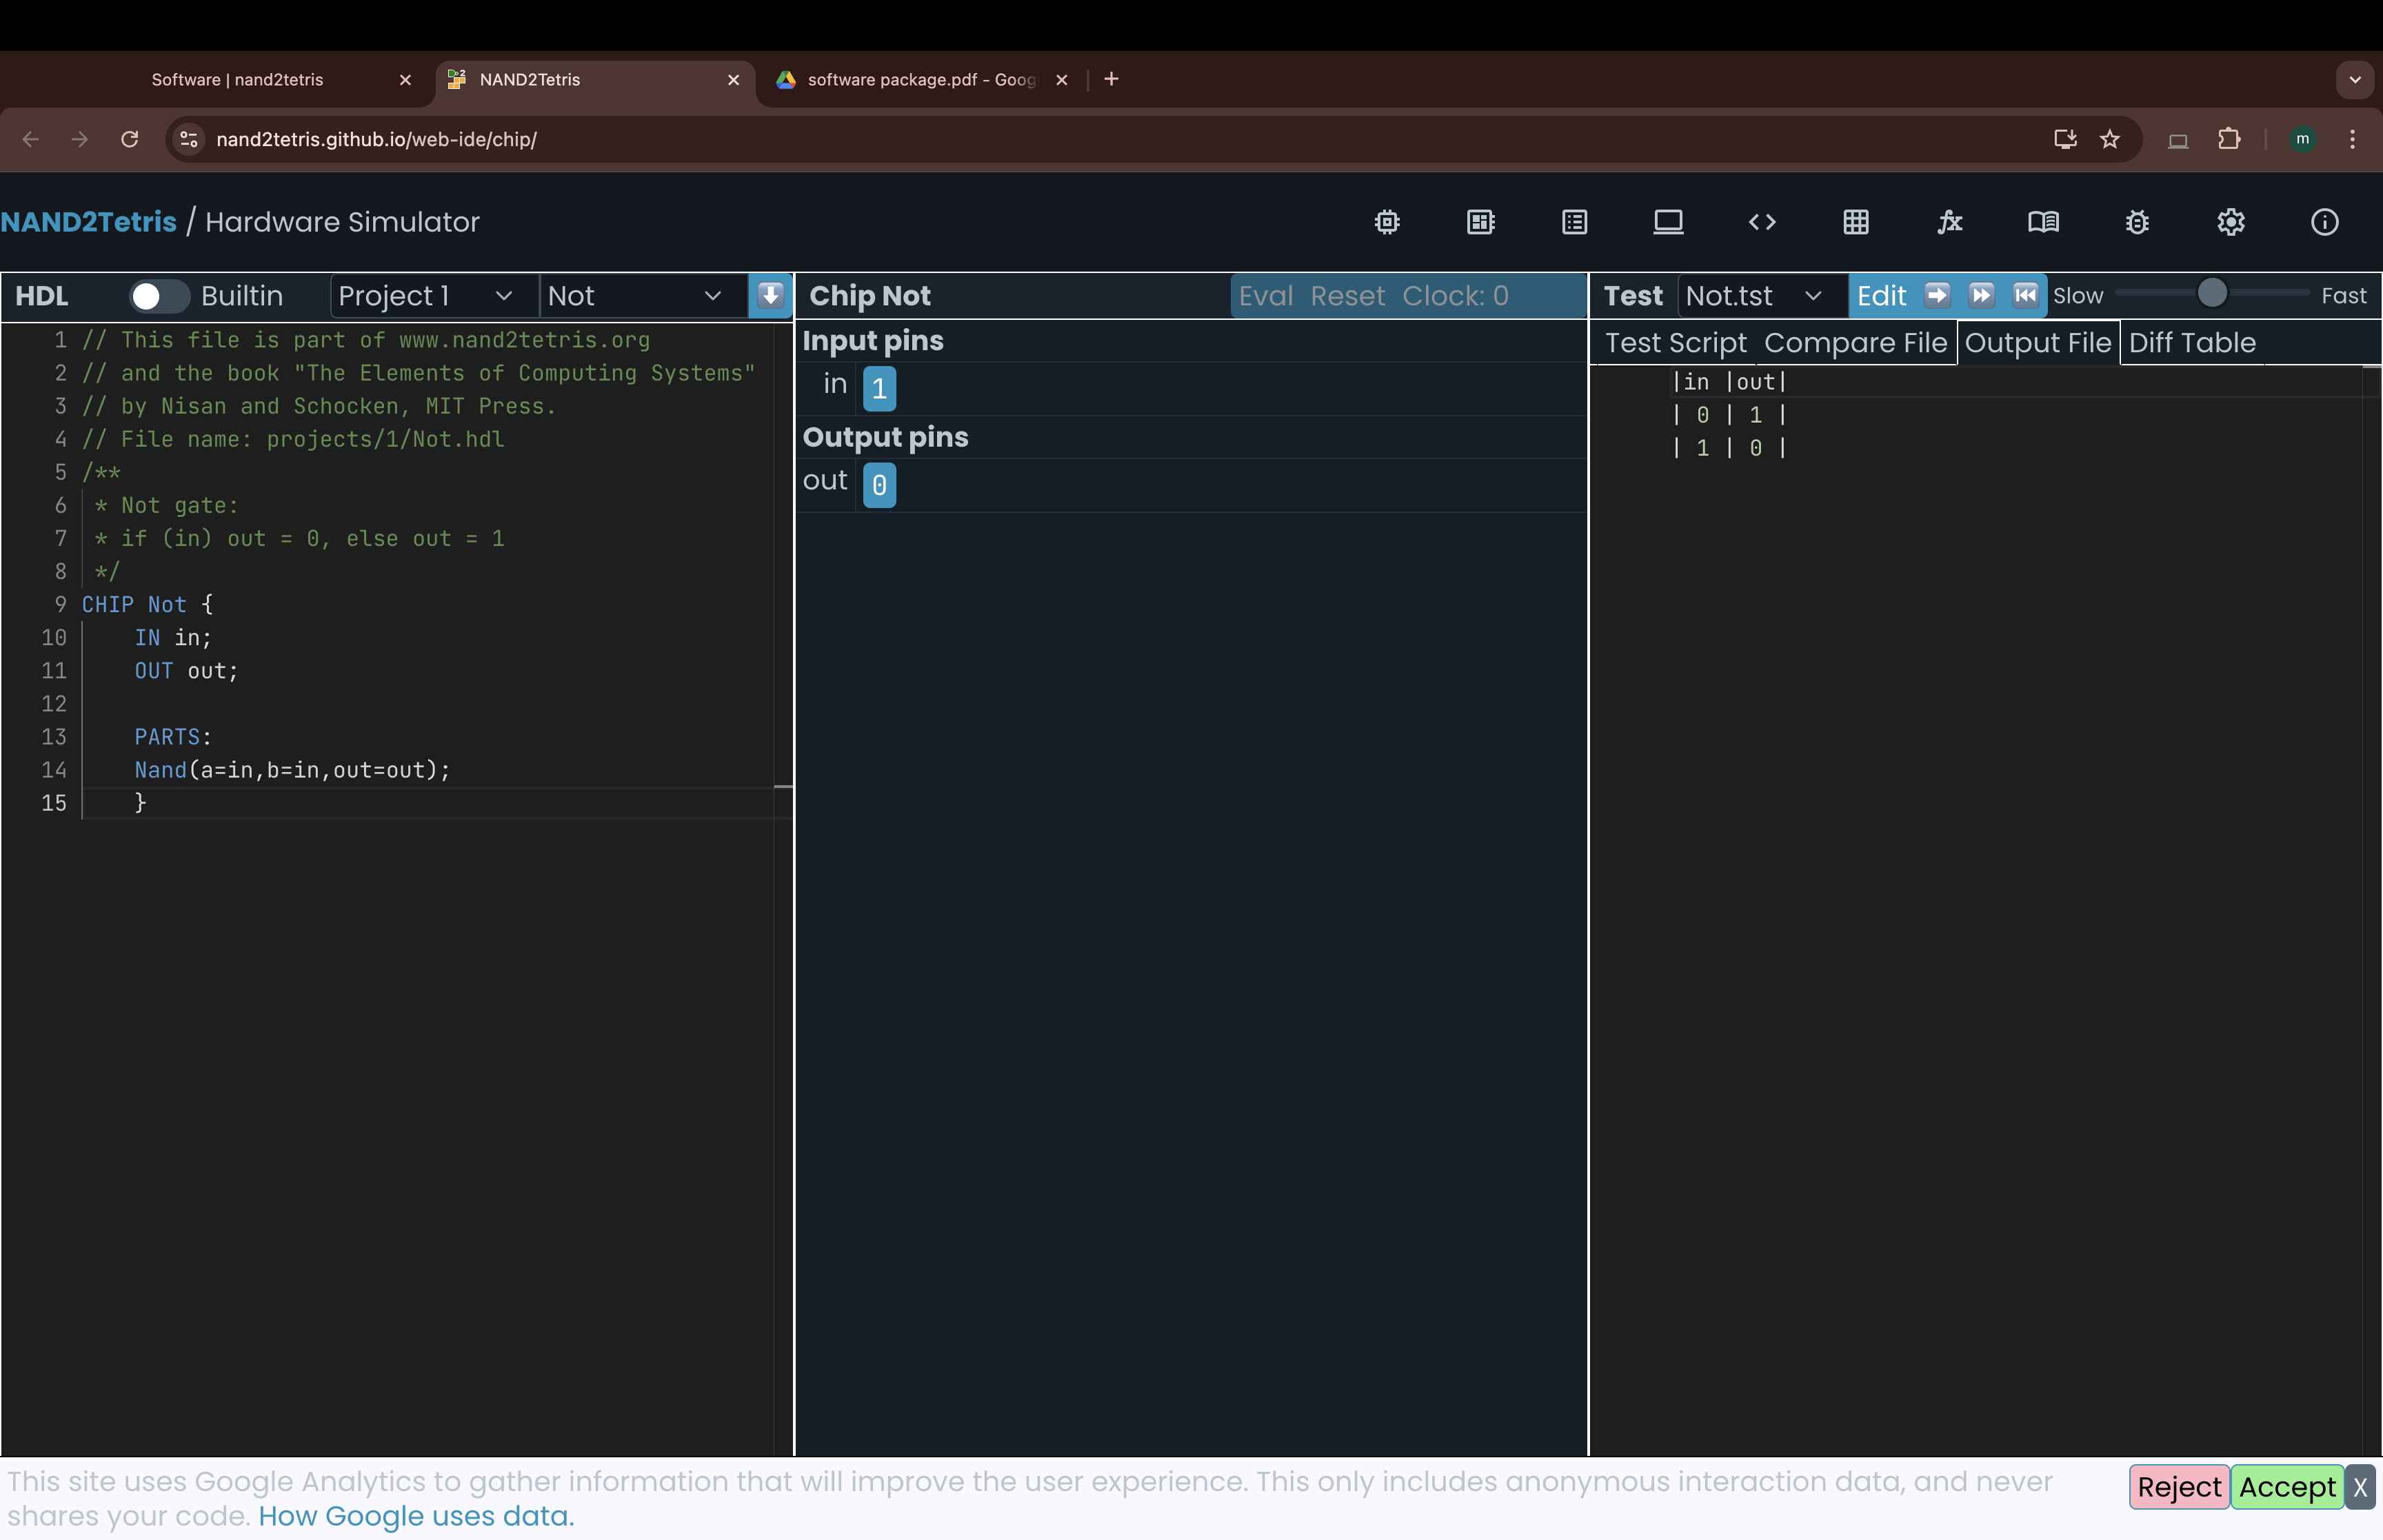 Software | nand2tetris
NAND2Tetris
software package.pdf - Goog
nand2tetris.github.io/web-ide/chip/
m
NAND2Tetris / Hardware Simulator
HDL Builtin Project 1 Not
1 // This file is part of www.nand2tetris.org
2 // and the book "The Elements of Computing Systems"
3 // by Nisan and Schocken, MIT Press.
4 // File name: projects/1/Not.hdl
5 /**
6 * Not gate:
7 * if (in) out = 0, else out = 1
8 */
9 CHIP Not {
10 IN in;
11 OUT out;
12
13 PARTS:
14 Nand(a=in,b=in,out=out);
15 }
Chip Not Eval Reset Clock: 0
Input pins
in 1
Output pins
out 0
Test Not.tst Edit Slow Fast
Test Script Compare File Output File Diff Table
|in |out|
| 0 | 1 |
| 1 | 0 |
This site uses Google Analytics to gather information that will improve the user experience. This only includes anonymous interaction data, and never
shares your code. How Google uses data.
Reject Accept X